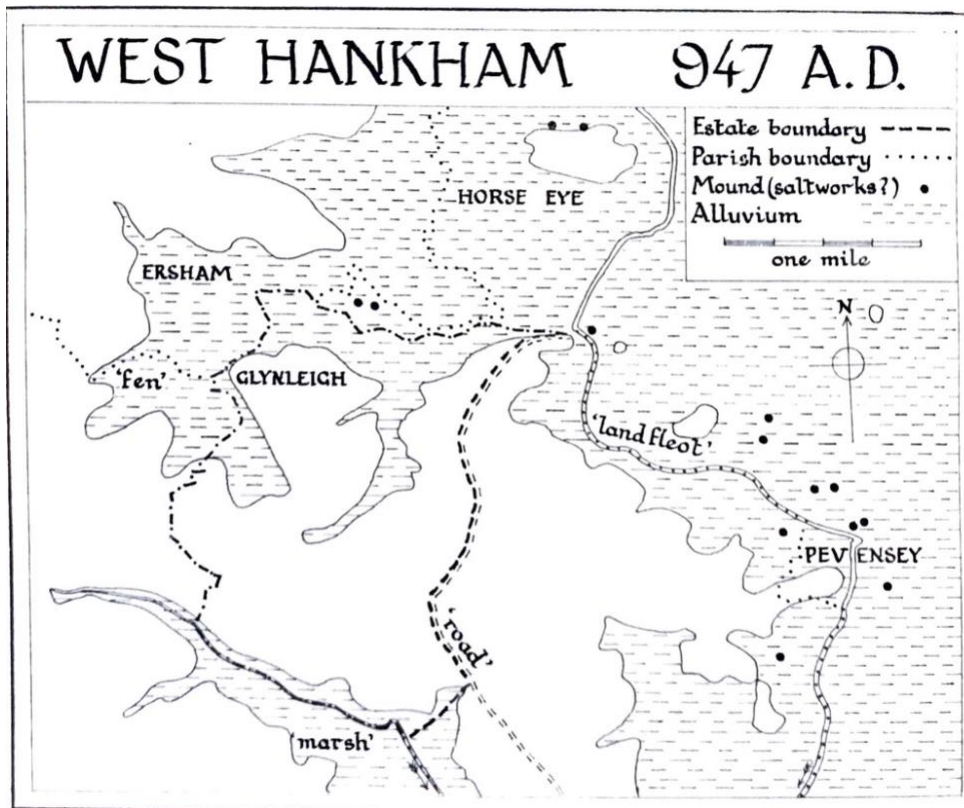 WEST HANKHAM 947 A.D.
Estate boundary
Parish boundary
Mound (saltworks?)
Alluvium
one mile
HORSE EYE
ERSHAM
N
'fen'
GLYNLEIGH
'land fleot'
PEVENSEY
'road'
'marsh'